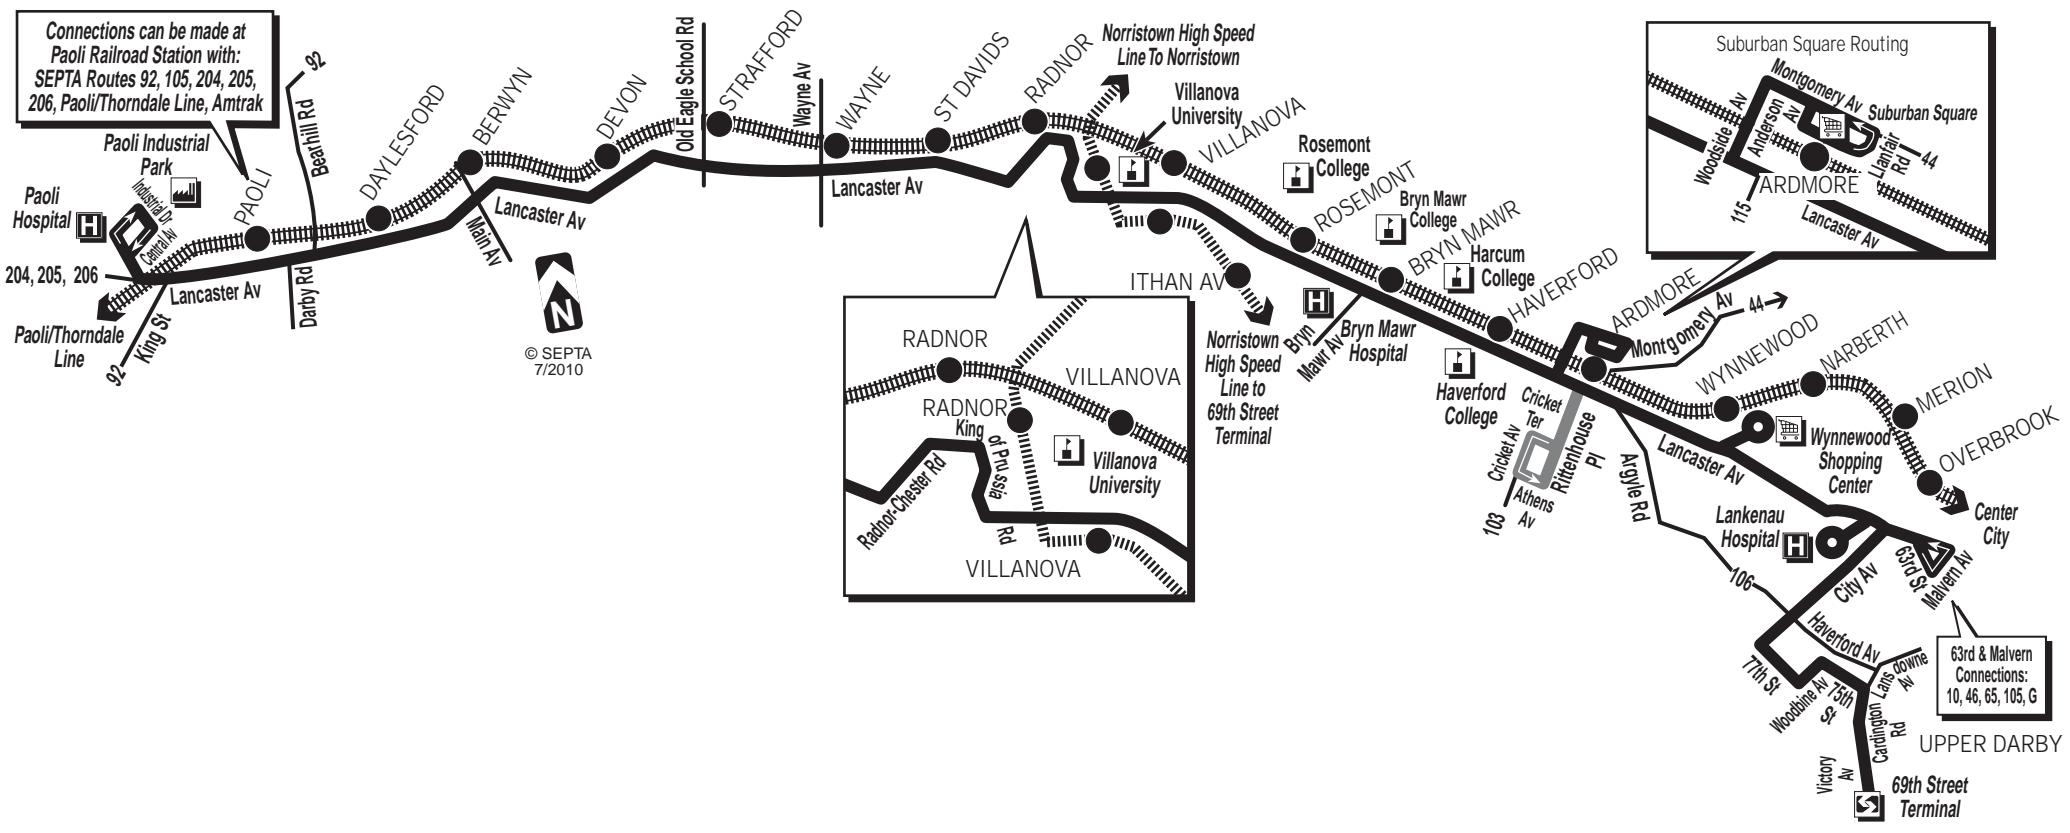 Connections can be made at
Paoli Railroad Station with:
SEPTA Routes 92, 105, 204, 205,
206, Paoli/Thorndale Line, Amtrak
92
Bearhill Rd
Paoli Industrial
Park
Industrial Dr
Central Av
Paoli
Hospital
H
PAOLI
DAYLESFORD
BERWYN
DEVON
Old Eagle School Rd
STRAFFORD
Wayne Av
WAYNE
ST DAVIDS
RADNOR
Norristown High Speed
Line To Norristown
Villanova
University
VILLANOVA
Rosemont
College
ROSEMONT
Bryn Mawr
College
BRYN MAWR
Harcum
College
HAVERFORD
ARDMORE
204, 205, 206
Lancaster Av
Paoli/Thorndale
Line
92
King St
Darby Rd
Main Av
Lancaster Av
Lancaster Av
N
© SEPTA
7/2010
ITHAN AV
Norristown
High Speed
Line to
69th Street
Terminal
H
Bryn
Mawr Av
Bryn Mawr
Hospital
Haverford
College
RADNOR
VILLANOVA
RADNOR
King
of Prussia
Rd
Radnor-Chester Rd
Villanova
University
VILLANOVA
Suburban Square Routing
Montgomery Av
Suburban Square
Woodside Av
Anderson
Av
Llanfair
Rd
44
ARDMORE
115
Lancaster Av
Montgomery Av
44
WYNNEWOOD
NARBERTH
MERION
OVERBROOK
Center
City
Cricket
Ter
Cricket Av
Rittenhouse
Pl
Athens
Av
103
Argyle Rd
Lancaster Av
Wynnewood
Shopping
Center
Lankenau
Hospital
H
106
City Av
63rd St
Malvern Av
63rd & Malvern
Connections:
10, 46, 65, 105, G
Haverford Av
77th St
Woodbine Av
75th
St
Lansdowne
Av
Cardington
Rd
UPPER DARBY
Victory
Av
69th Street
Terminal